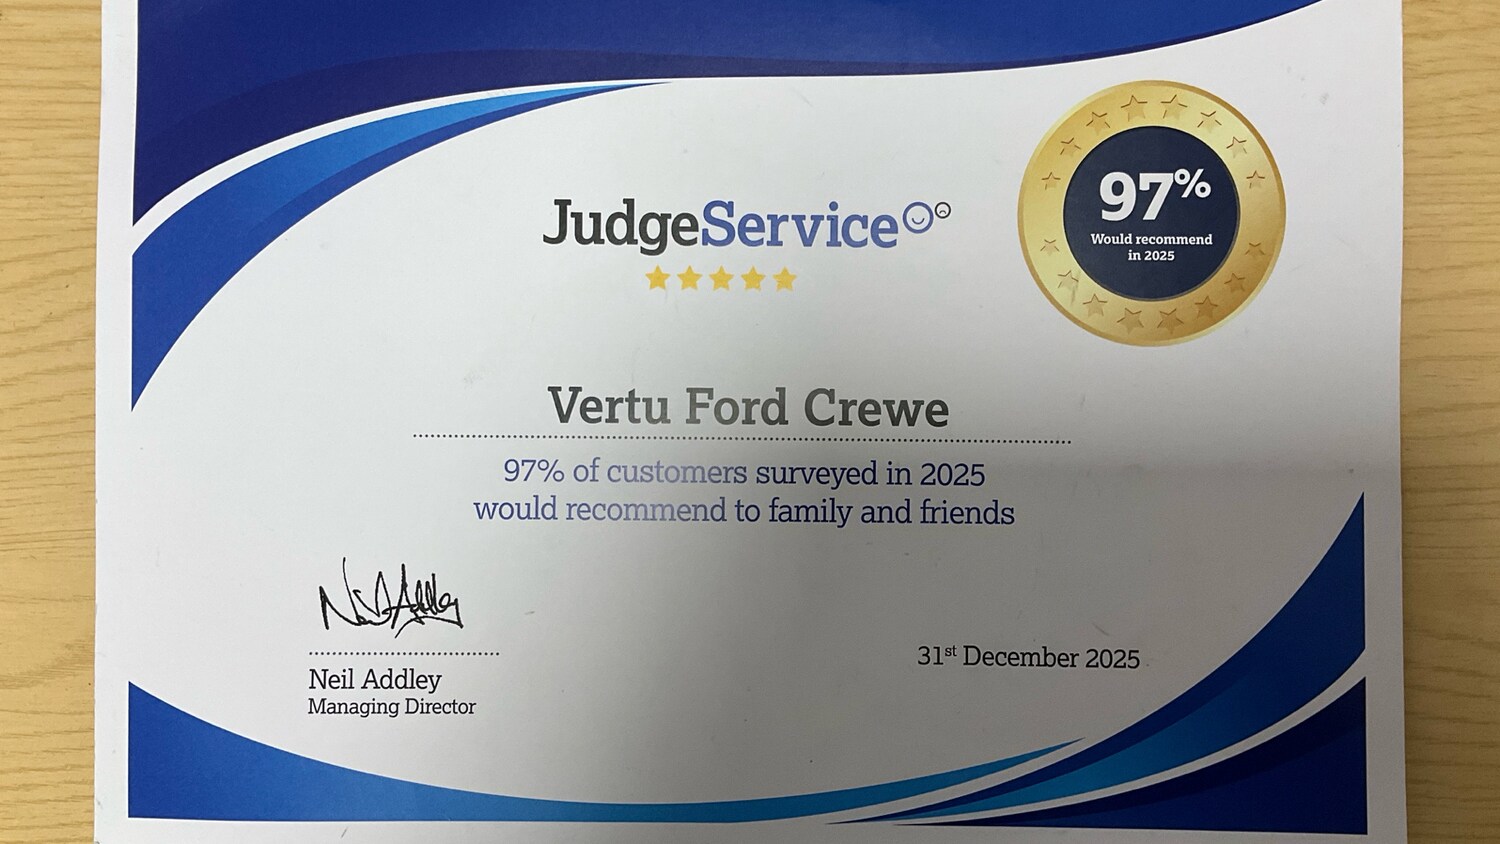 JudgeService
97%
Would recommend
in 2025
Vertu Ford Crewe
97% of customers surveyed in 2025
would recommend to family and friends
Neil Addley
Neil Addley
Managing Director
31st December 2025